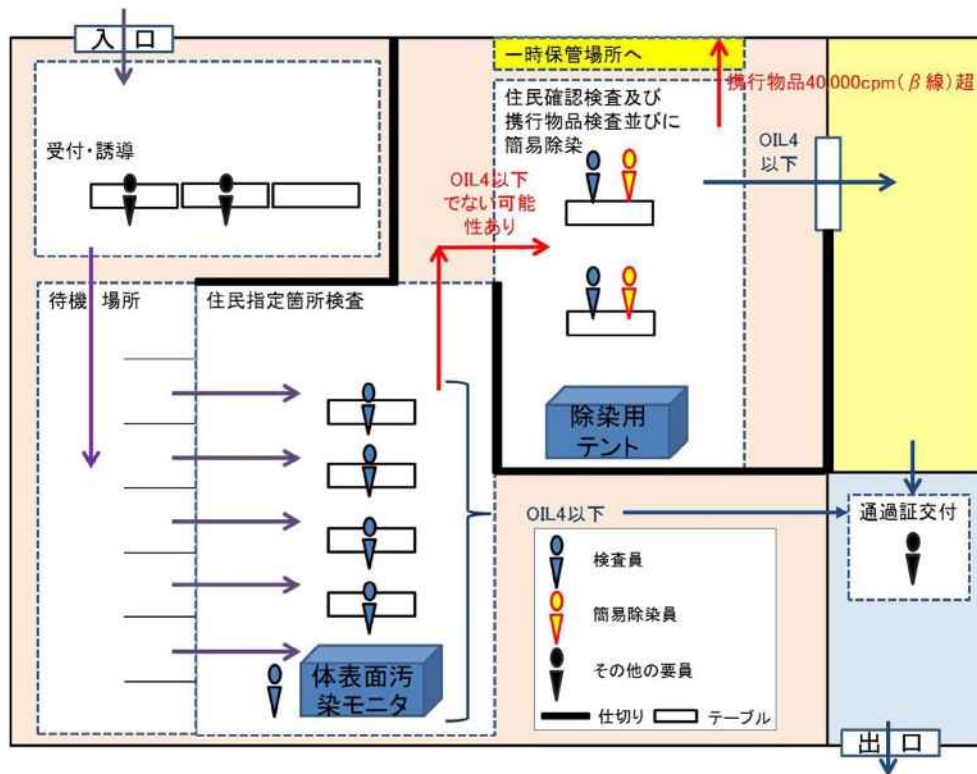 入口
受付・誘導
待機場所
住民指定箇所検査
OIL4以下
でない可能
性あり
一時保管場所へ
住民確認検査及び
携行物品検査並びに
簡易除染
携行物品40,000cpm(β線)超
OIL4
以下
除染用
テント
体表面汚
染モニタ
OIL4以下
通過証交付
検査員
簡易除染員
その他の要員
仕切り
テーブル
出口